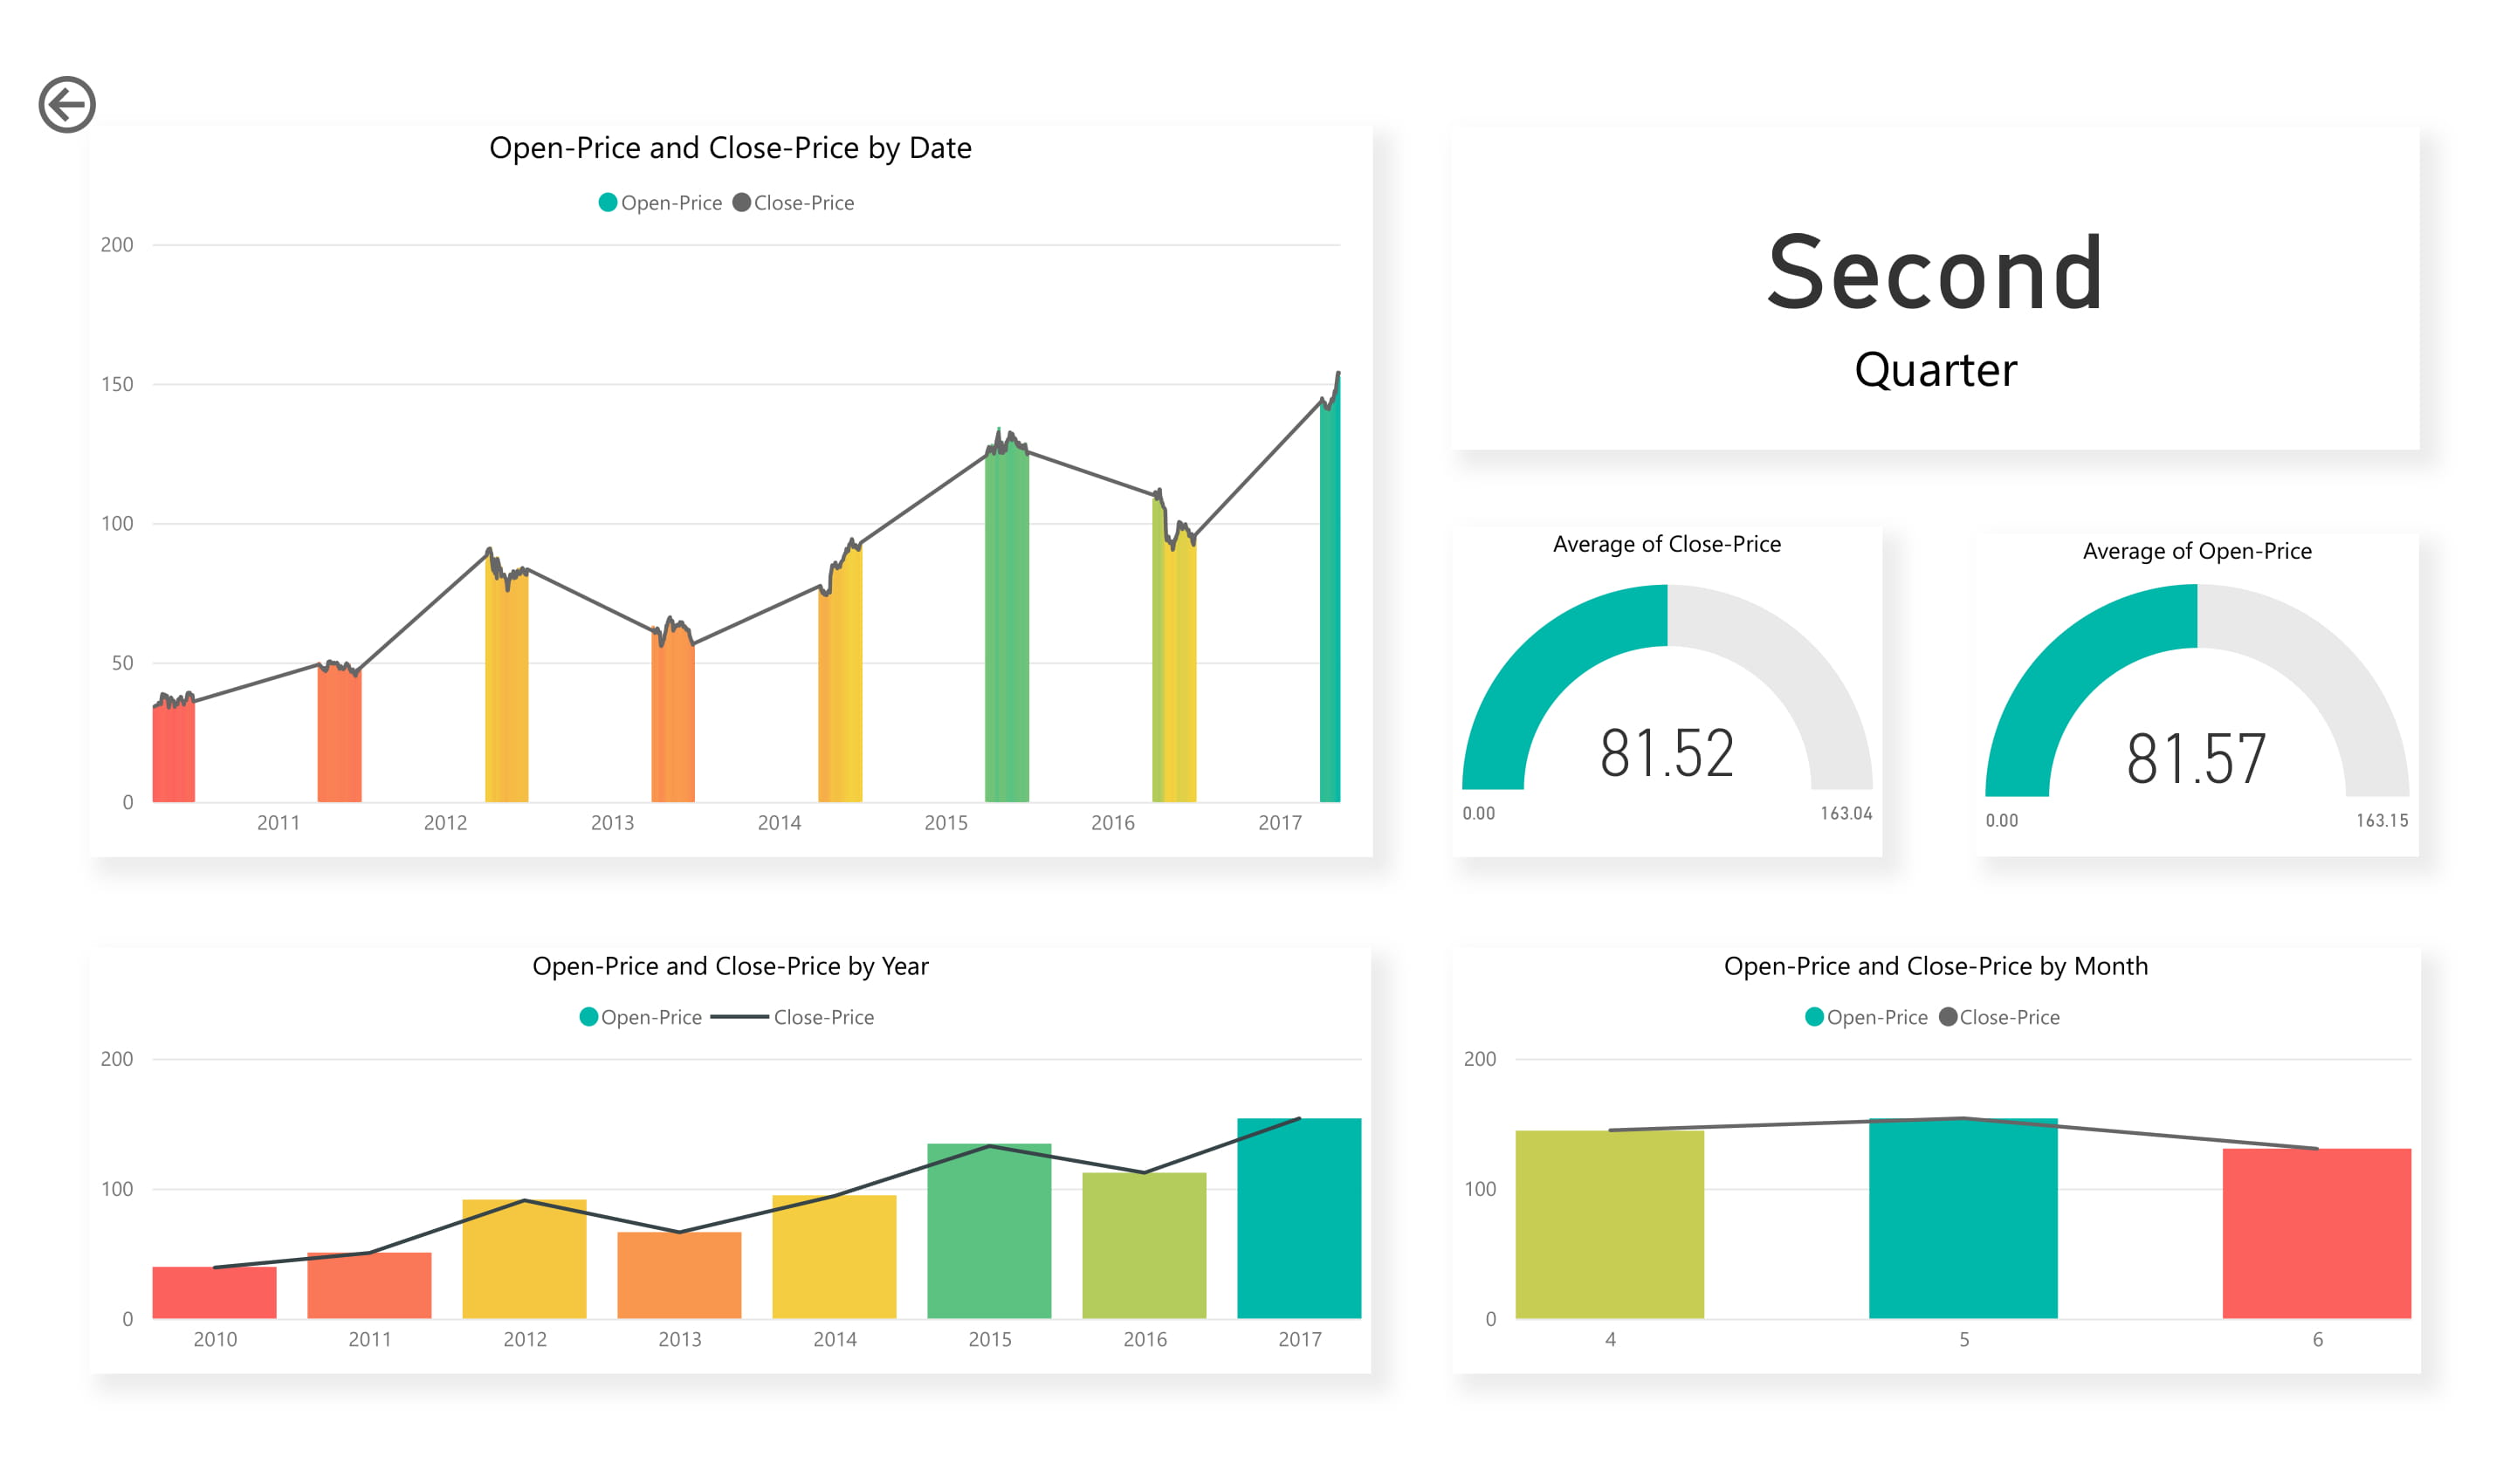 Open-Price and Close-Price by Date
Open-Price Close-Price
200
150
100
50
0
2011 2012 2013 2014 2015 2016 2017
Second
Quarter
Average of Close-Price
81.52
0.00 163.04
Average of Open-Price
81.57
0.00 163.15
Open-Price and Close-Price by Year
Open-Price Close-Price
200
100
0
2010 2011 2012 2013 2014 2015 2016 2017
Open-Price and Close-Price by Month
Open-Price Close-Price
200
100
0
4 5 6